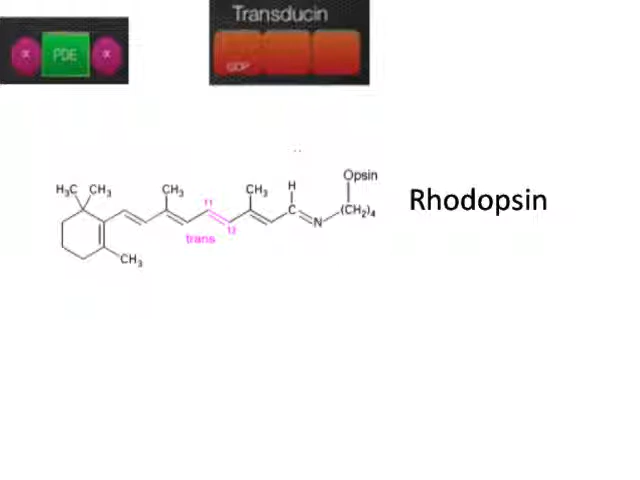 Transducin
PDE
GDP
Opsin
H₃C CH₃
CH₃
CH₃
H
Rhodopsin
11
(CH₂)₄
N
12
trans
CH₃